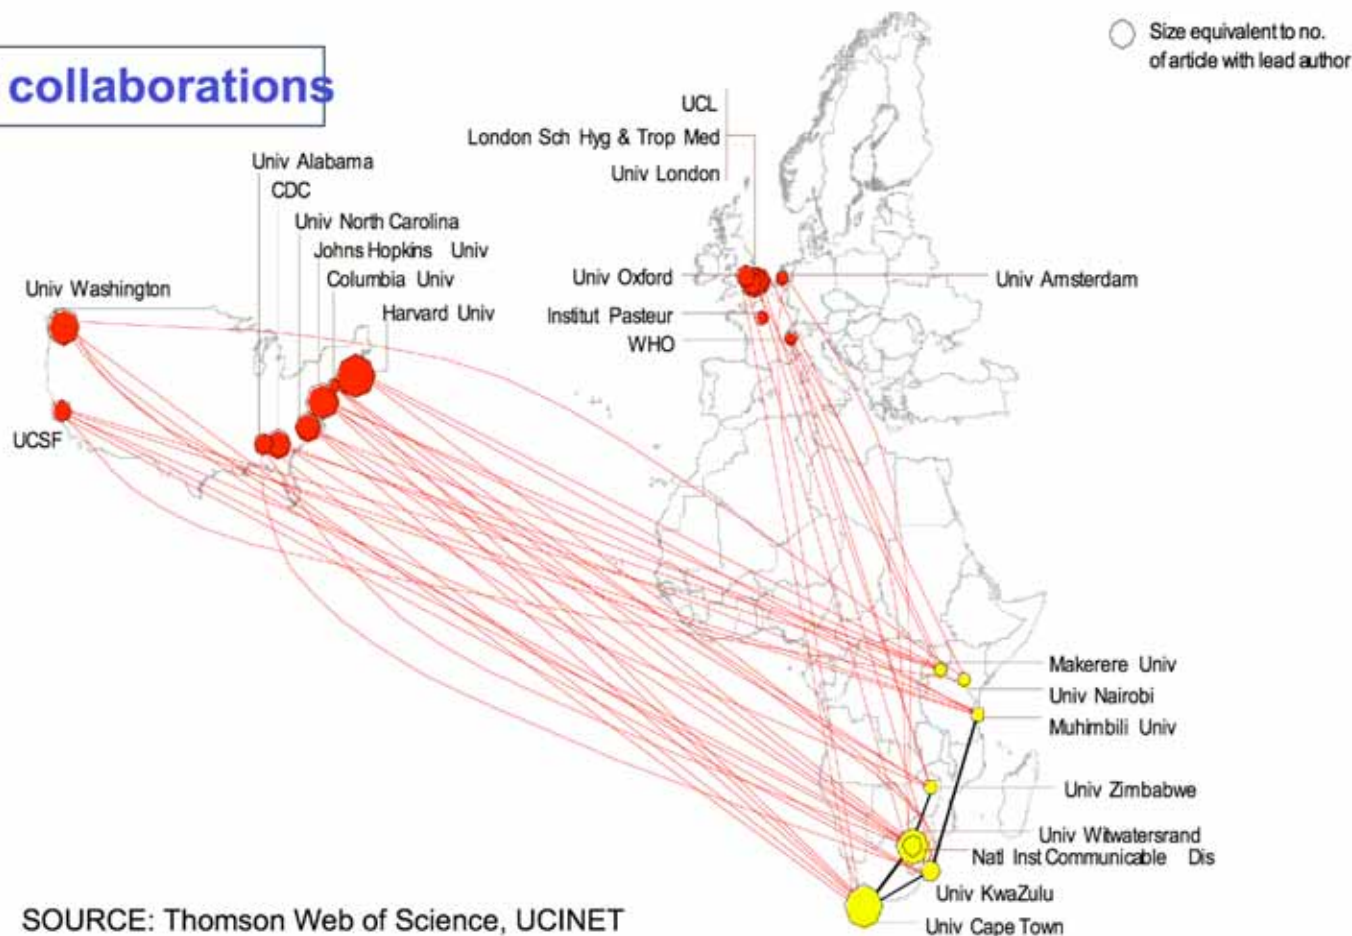 collaborations
Size equivalent to no.
of article with lead author
UCL
London Sch Hyg & Trop Med
Univ London
Univ Alabama
CDC
Univ North Carolina
Johns Hopkins Univ
Columbia Univ
Harvard Univ
Univ Washington
UCSF
Univ Oxford
Institut Pasteur
WHO
Univ Amsterdam
Makerere Univ
Univ Nairobi
Muhimbili Univ
Univ Zimbabwe
Univ Witwatersrand
Natl Inst Communicable Dis
Univ KwaZulu
Univ Cape Town
SOURCE: Thomson Web of Science, UCINET